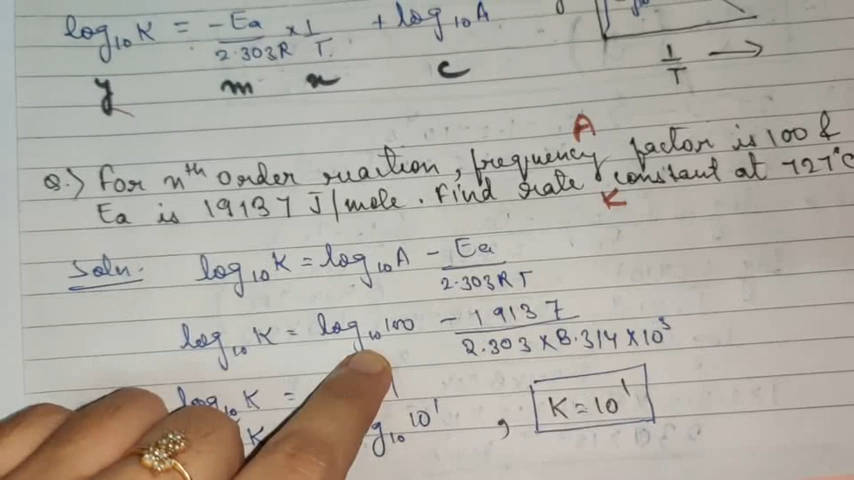 log₁₀K = -Ea/2.303R × 1/T + log₁₀A
y m x c
1/T →
A
Q.> For nth order reaction, frequency factor is 100 &
Ea is 19137 J/mole. Find rate constant at 727°C
K
Soln. log₁₀K = log₁₀A - Ea/2.303RT
log₁₀K = log₁₀100 - 19137/2.303×8.314×10³
log₁₀K = 1
K log₁₀10¹ , K=10¹